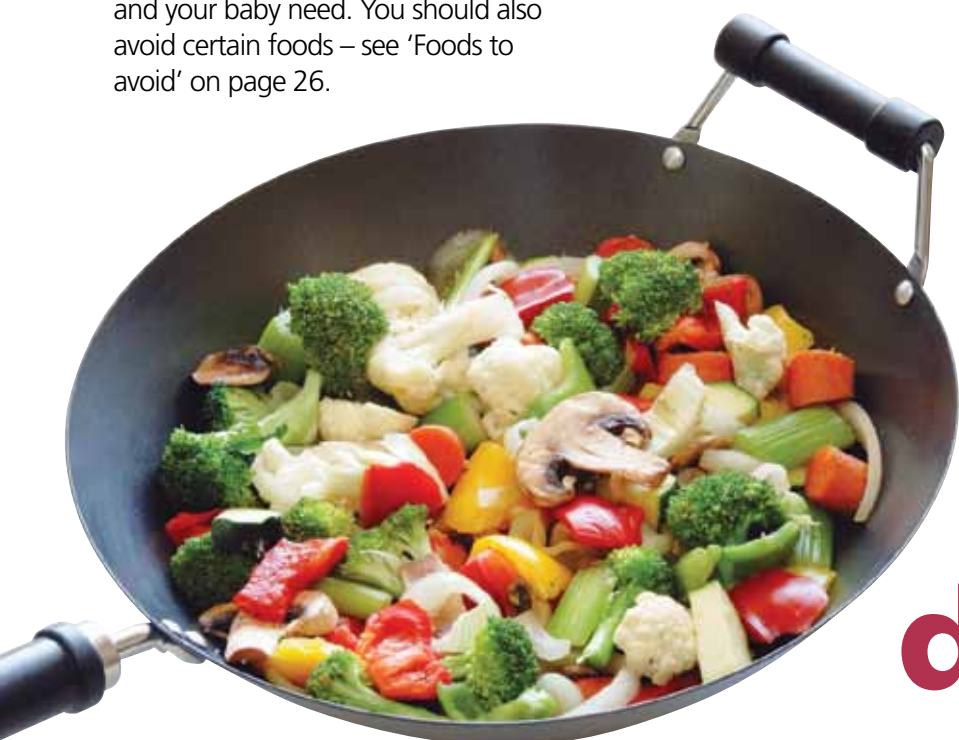 and your baby need. You should also
avoid certain foods – see ‘Foods to
avoid’ on page 26.
d